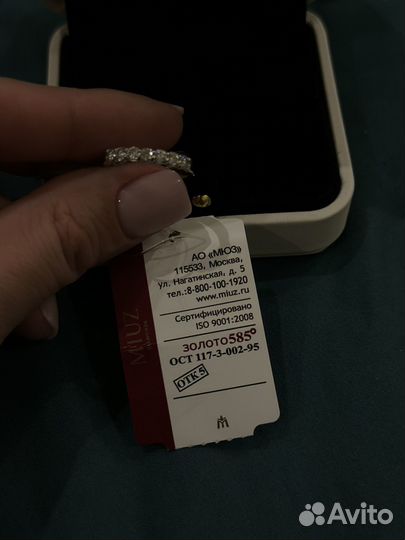 АО «МЮЗ»
115533, Москва,
ул. Нагатинская, д. 5
тел.:8-800-100-1920
www.miuz.ru
Сертифицировано
ISO 9001:2008
ЗОЛОТО585°
ОСТ 117-3-002-95
ОТК 5
MIUZ
Avito